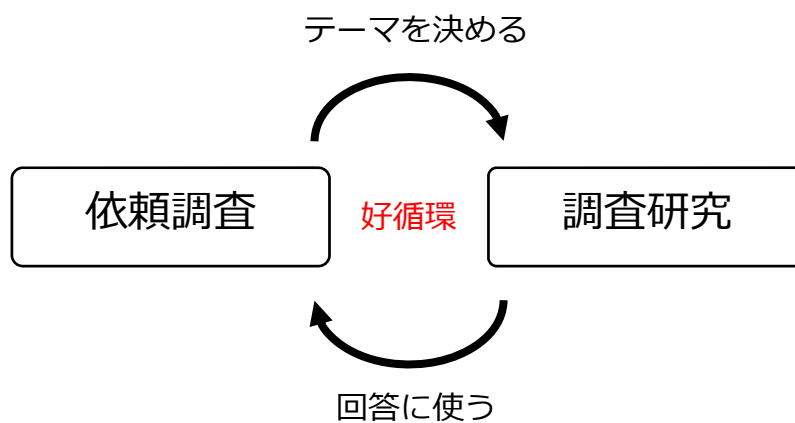 テーマを決める
依頼調査
好循環
調査研究
回答に使う